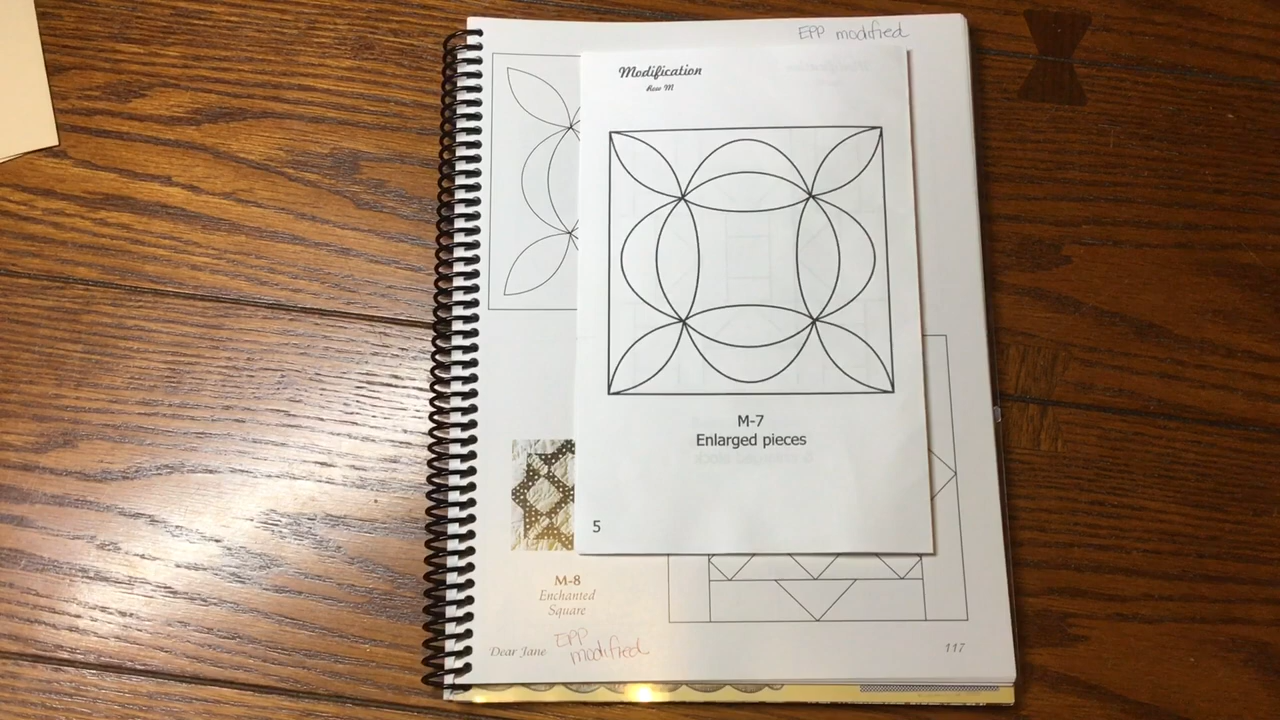 EPP modified
Modification
Row M
M-7
Enlarged pieces
5
M-8
Enchanted
Square
EPP
modified
Dear Jane
117